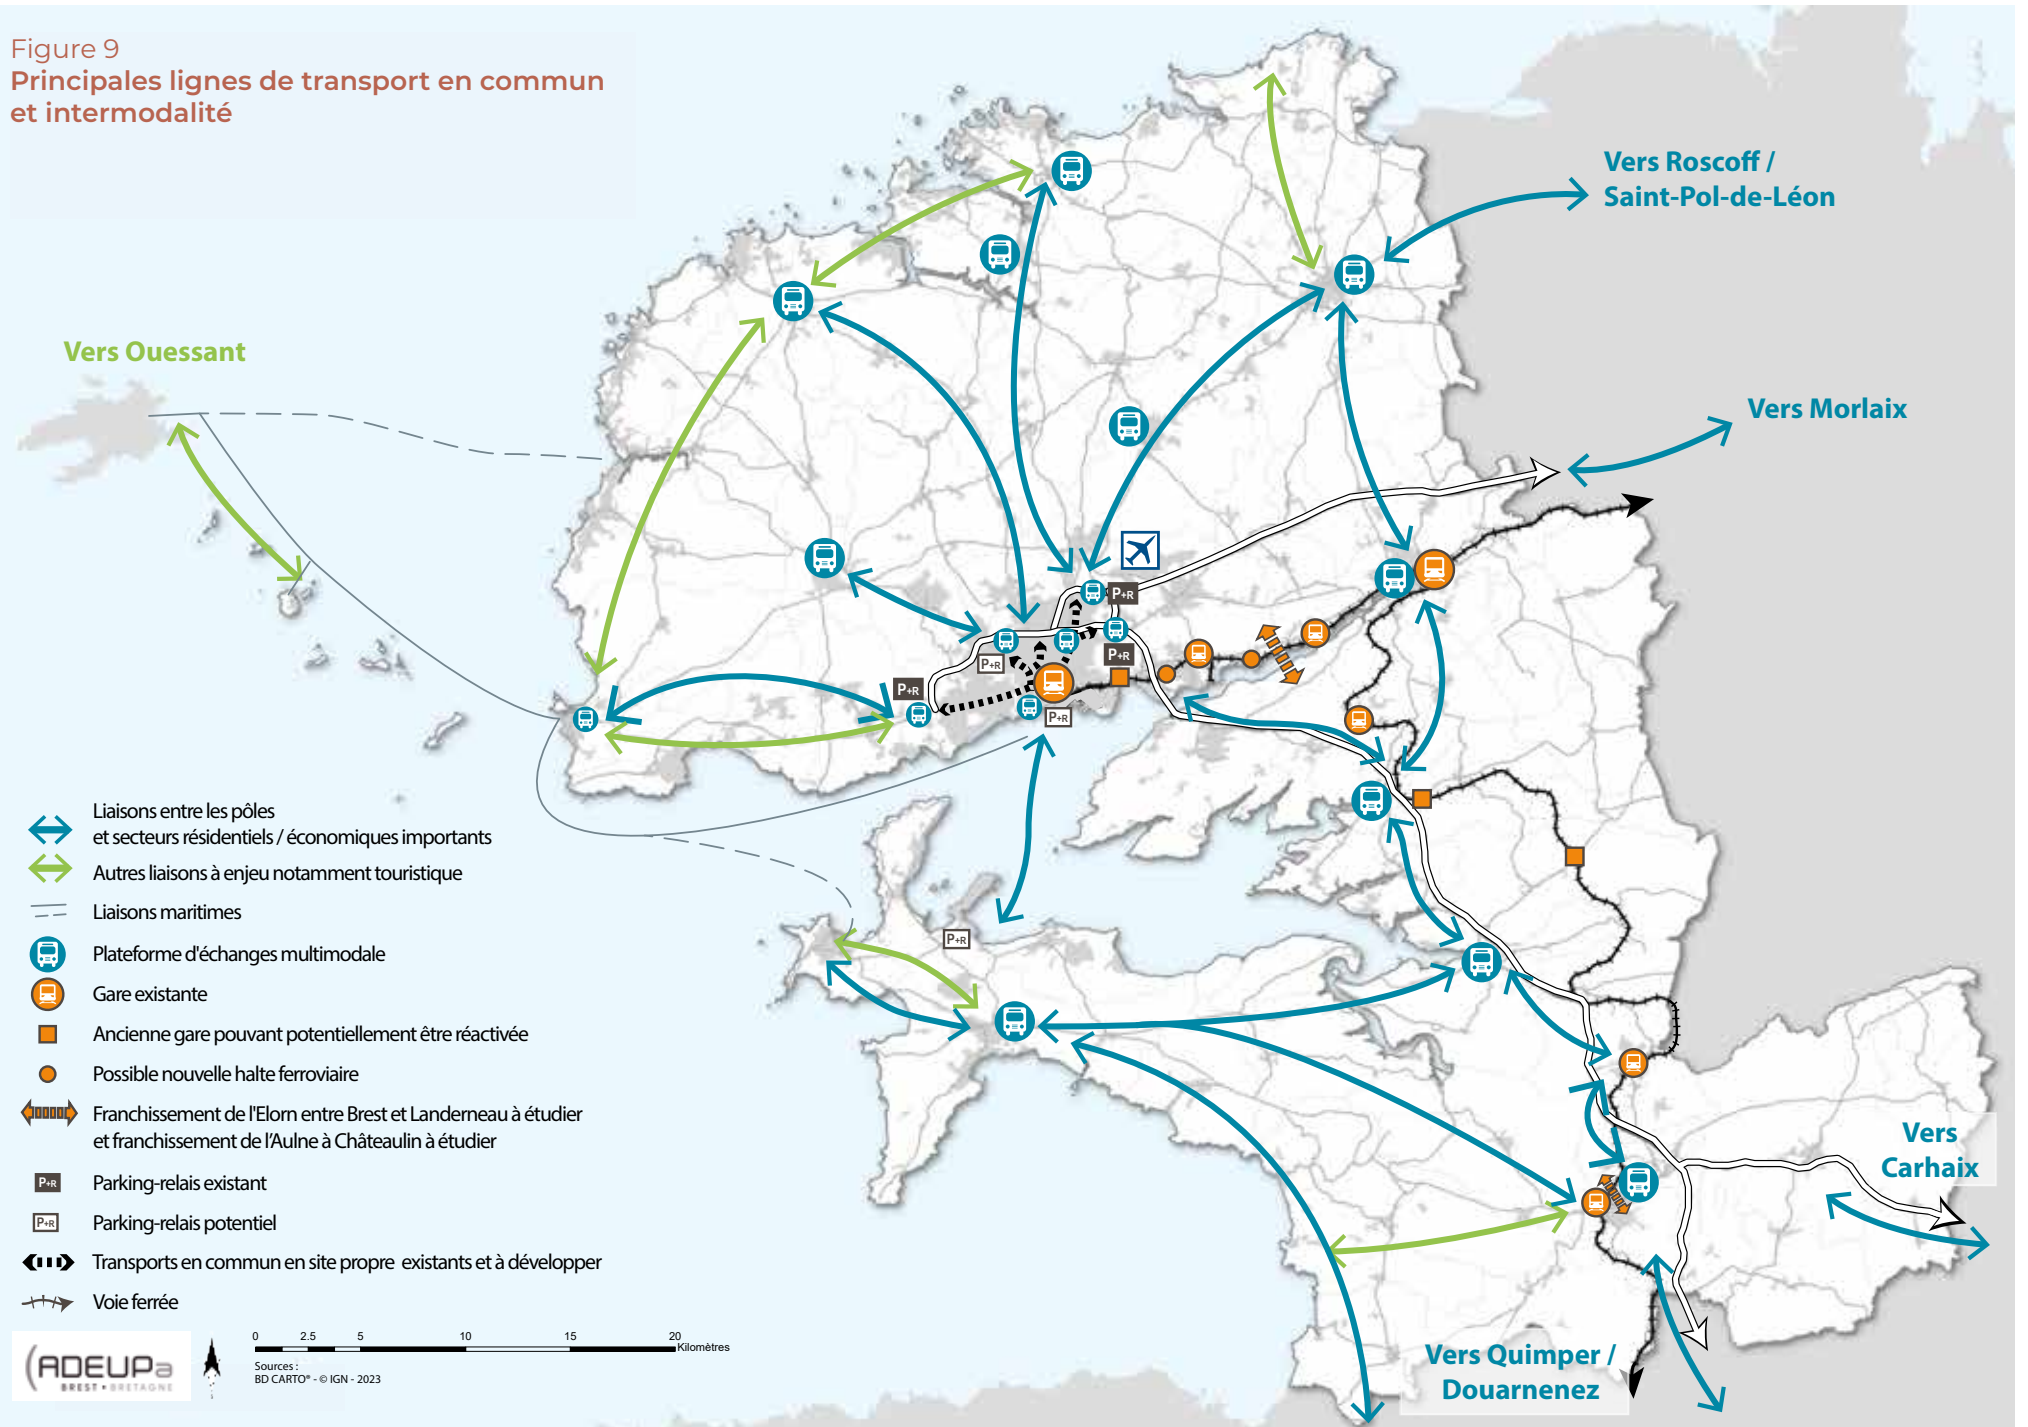 Figure 9
Principales lignes de transport en commun
et intermodalité
Vers Roscoff /
Saint-Pol-de-Léon
Vers Ouessant
Vers Morlaix
P+R
P+R
P+R
P+R
P+R
P+R
Liaisons entre les pôles
et secteurs résidentiels / économiques importants
Autres liaisons à enjeu notamment touristique
Liaisons maritimes
Plateforme d'échanges multimodale
Gare existante
Ancienne gare pouvant potentiellement être réactivée
Possible nouvelle halte ferroviaire
Franchissement de l'Elorn entre Brest et Landerneau à étudier
et franchissement de l'Aulne à Châteaulin à étudier
P+R Parking-relais existant
P+R Parking-relais potentiel
Transports en commun en site propre existants et à développer
Voie ferrée
Vers
Carhaix
Vers Quimper /
Douarnenez
ADEUPa
BREST • BRETAGNE
0 2.5 5 10 15 20
Kilomètres
Sources :
BD CARTO® - © IGN - 2023